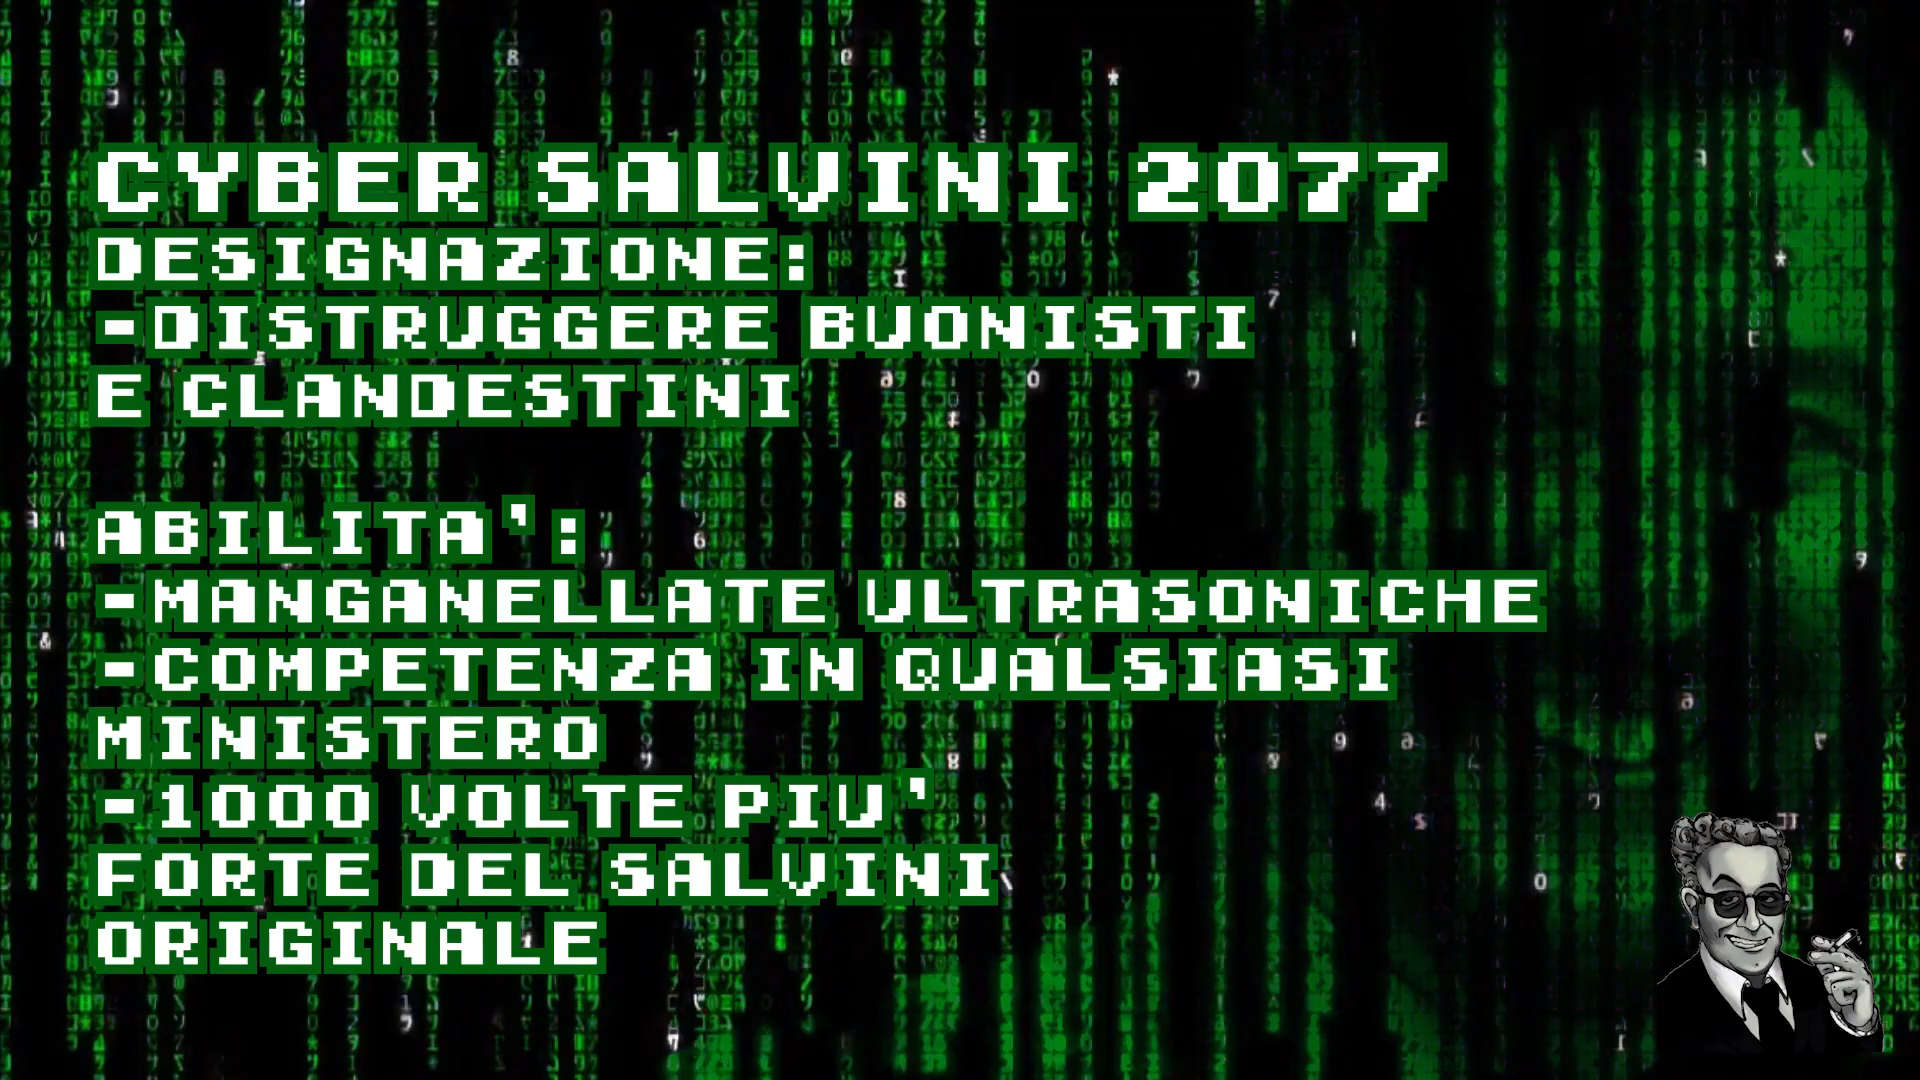 CYBER SALVINI 2077
DESIGNAZIONE:
-DISTRUGGERE BUONISTI
E CLANDESTINI
ABILITA':
-MANGANELLATE ULTRASONICHE
-COMPETENZA IN QUALSIASI
MINISTERO
-1000 VOLTE PIU'
FORTE DEL SALVINI
ORIGINALE